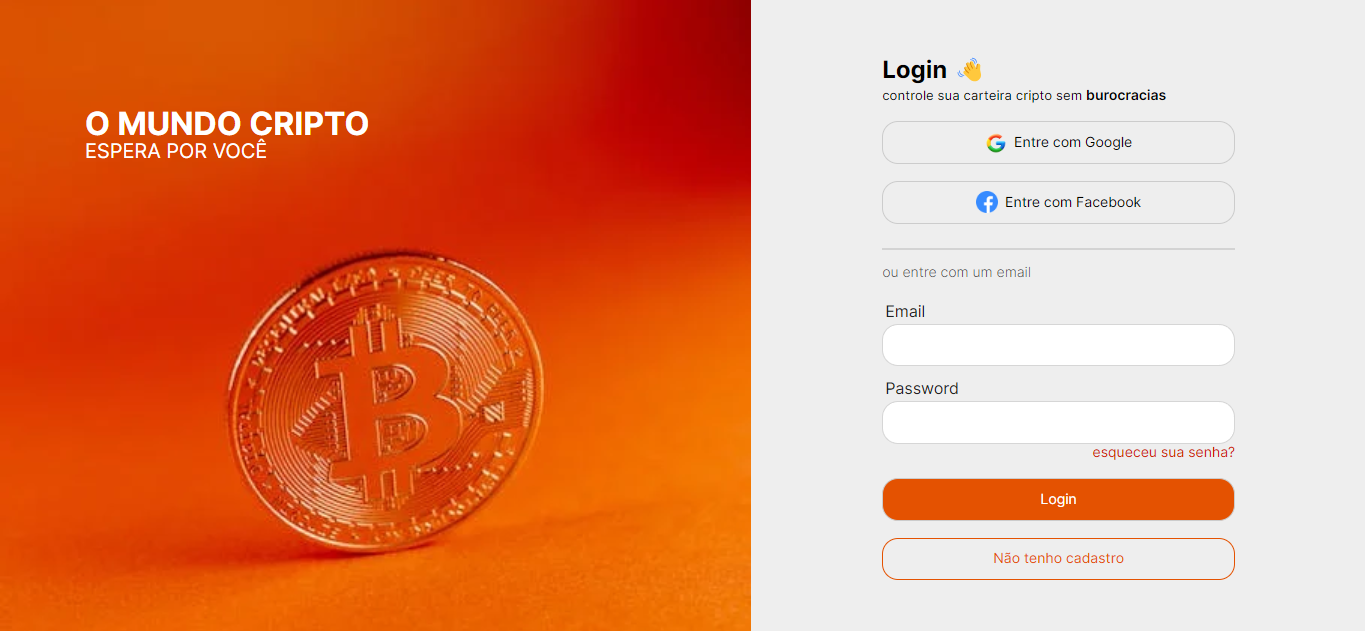 O MUNDO CRIPTO
ESPERA POR VOCÊ
Login 👋
controle sua carteira cripto sem burocracias
Entre com Google
Entre com Facebook
ou entre com um email
Email
Password
esqueceu sua senha?
Login
Não tenho cadastro